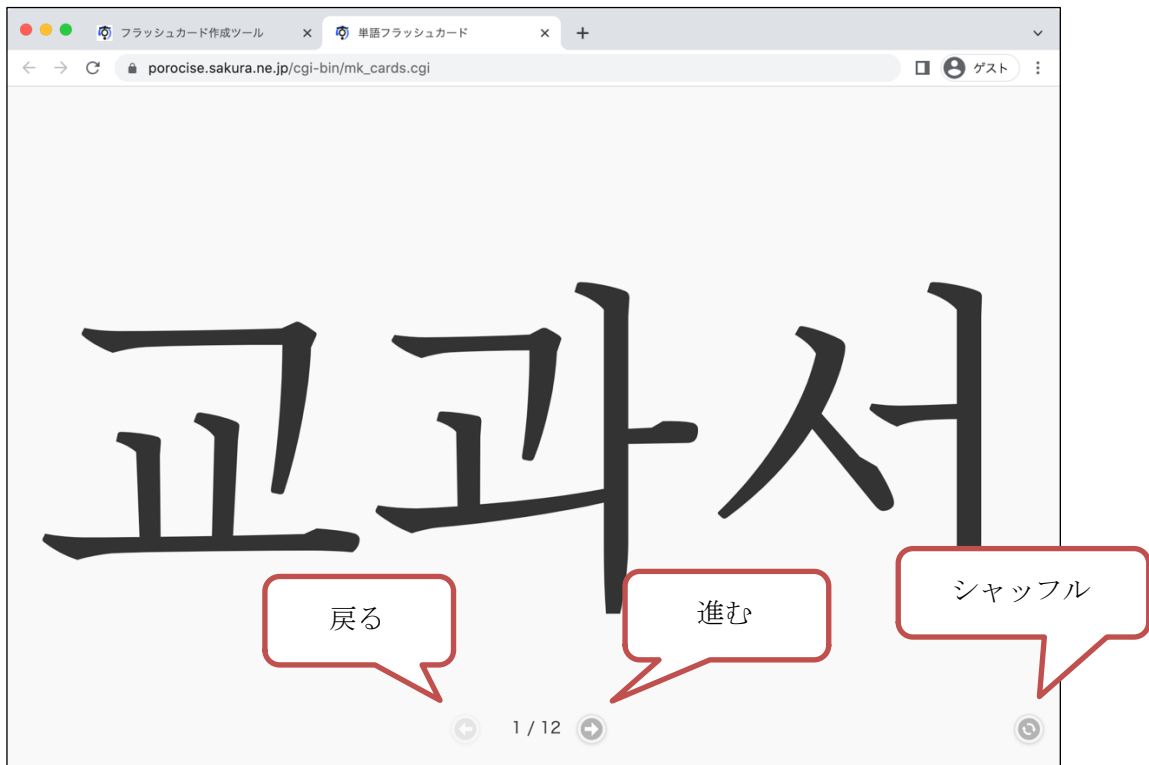 フラッシュカード作成ツール
単語フラッシュカード
porocise.sakura.ne.jp/cgi-bin/mk_cards.cgi
ゲスト
교과서
戻る
進む
シャッフル
1 / 12